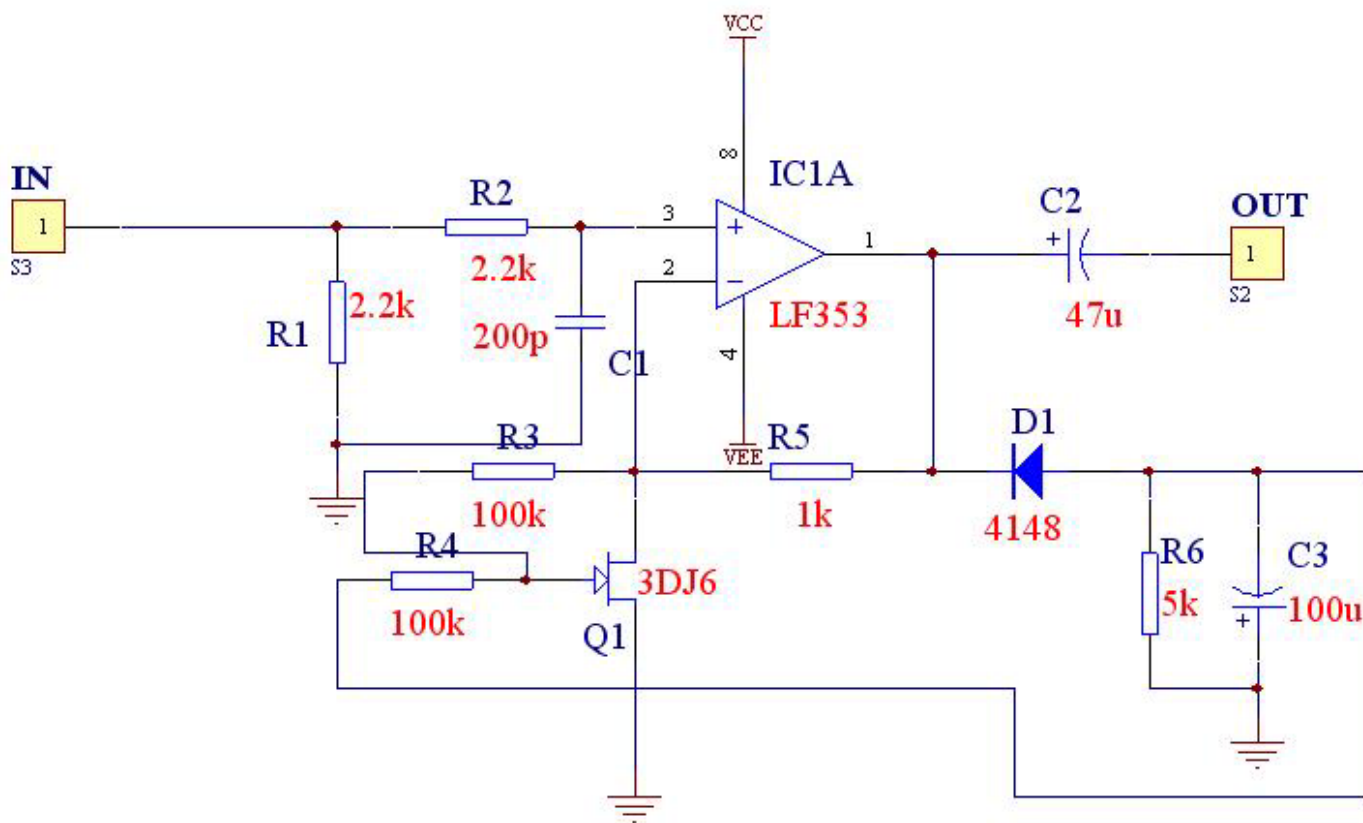 VCC
8
IC1A
IN
1
S3
R2
2.2k
3
+
2
−
1
LF353
4
VEE
C2
+
47u
OUT
1
S2
R1
2.2k
200p
C1
R3
100k
R5
1k
D1
4148
R4
100k
3DJ6
Q1
R6
5k
C3
100u
+